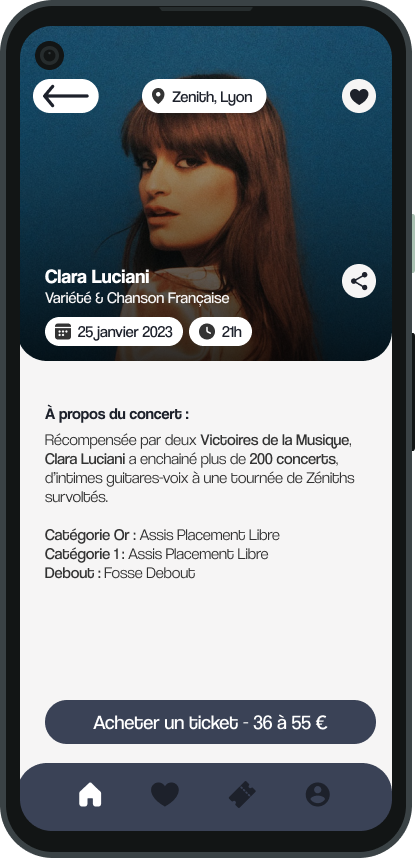 Zenith, Lyon
Clara Luciani
Variété & Chanson Française
25 janvier 2023
21h
À propos du concert :
Récompensée par deux Victoires de la Musique,
Clara Luciani a enchainé plus de 200 concerts,
d'intimes guitares-voix à une tournée de Zéniths
survoltés.
Catégorie Or : Assis Placement Libre
Catégorie 1 : Assis Placement Libre
Debout : Fosse Debout
Acheter un ticket - 36 à 55 €